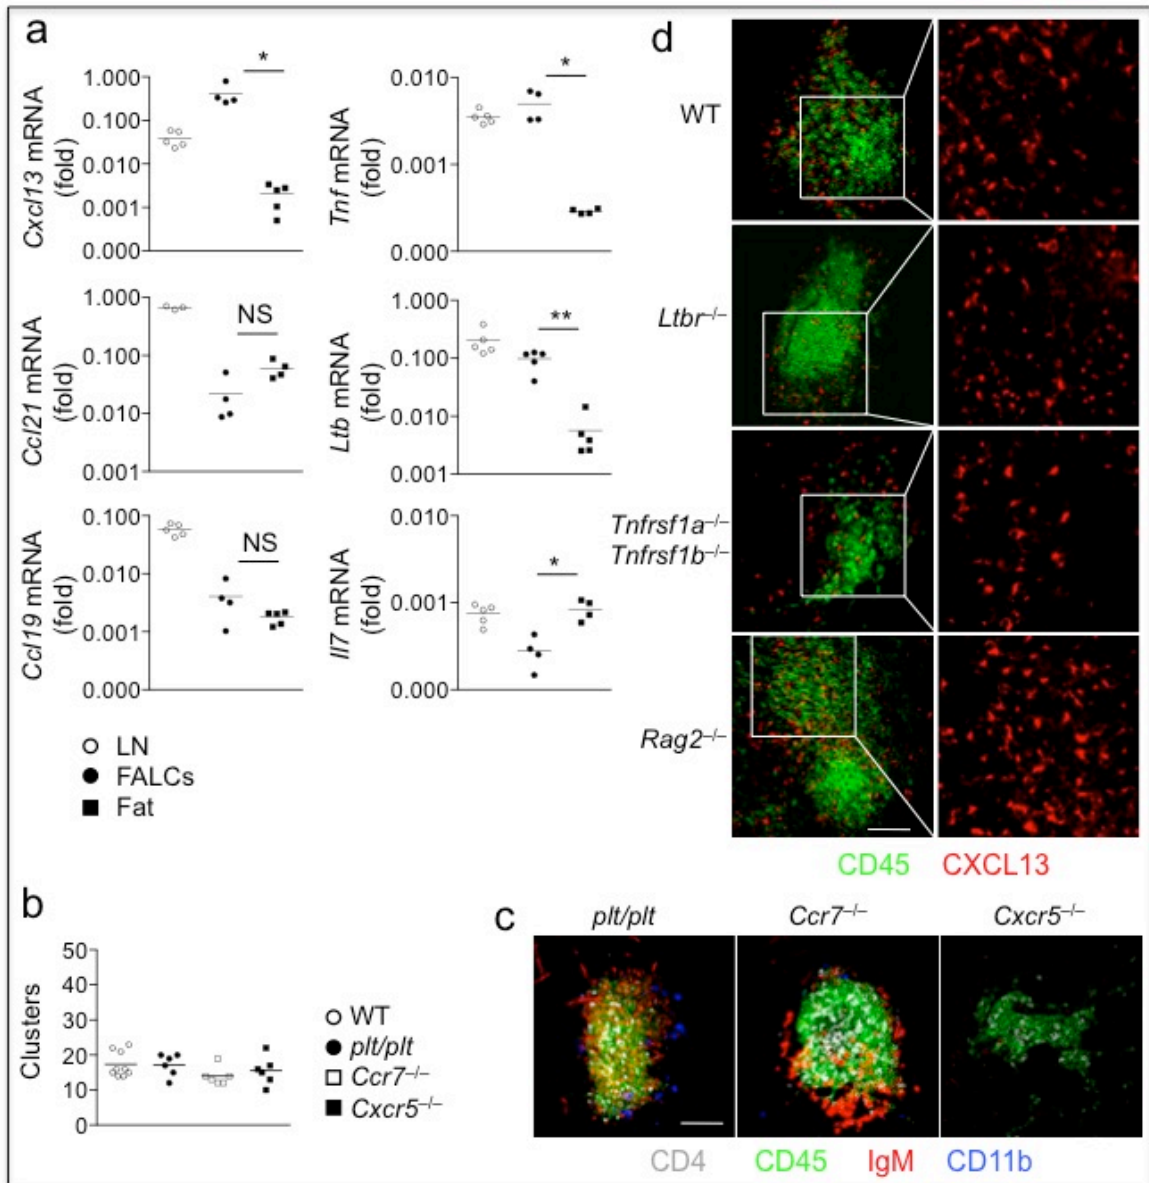 a
Cxcl13 mRNA
(fold)
1.000
0.100
0.010
0.001
0.000
*
Tnf mRNA
(fold)
0.010
0.001
0.000
*
Ccl21 mRNA
(fold)
1.000
0.100
0.010
0.001
NS
Ltb mRNA
(fold)
1.000
0.100
0.010
0.001
**
Ccl19 mRNA
(fold)
0.100
0.010
0.001
0.000
NS
Il7 mRNA
(fold)
0.010
0.001
0.000
*
LN
FALCs
Fat
d
WT
Ltbr–/–
Tnfrsf1a–/–
Tnfrsf1b–/–
Rag2–/–
CD45 CXCL13
b
Clusters
50
40
30
20
10
0
WT
plt/plt
Ccr7–/–
Cxcr5–/–
c
plt/plt Ccr7–/– Cxcr5–/–
CD4 CD45 IgM CD11b